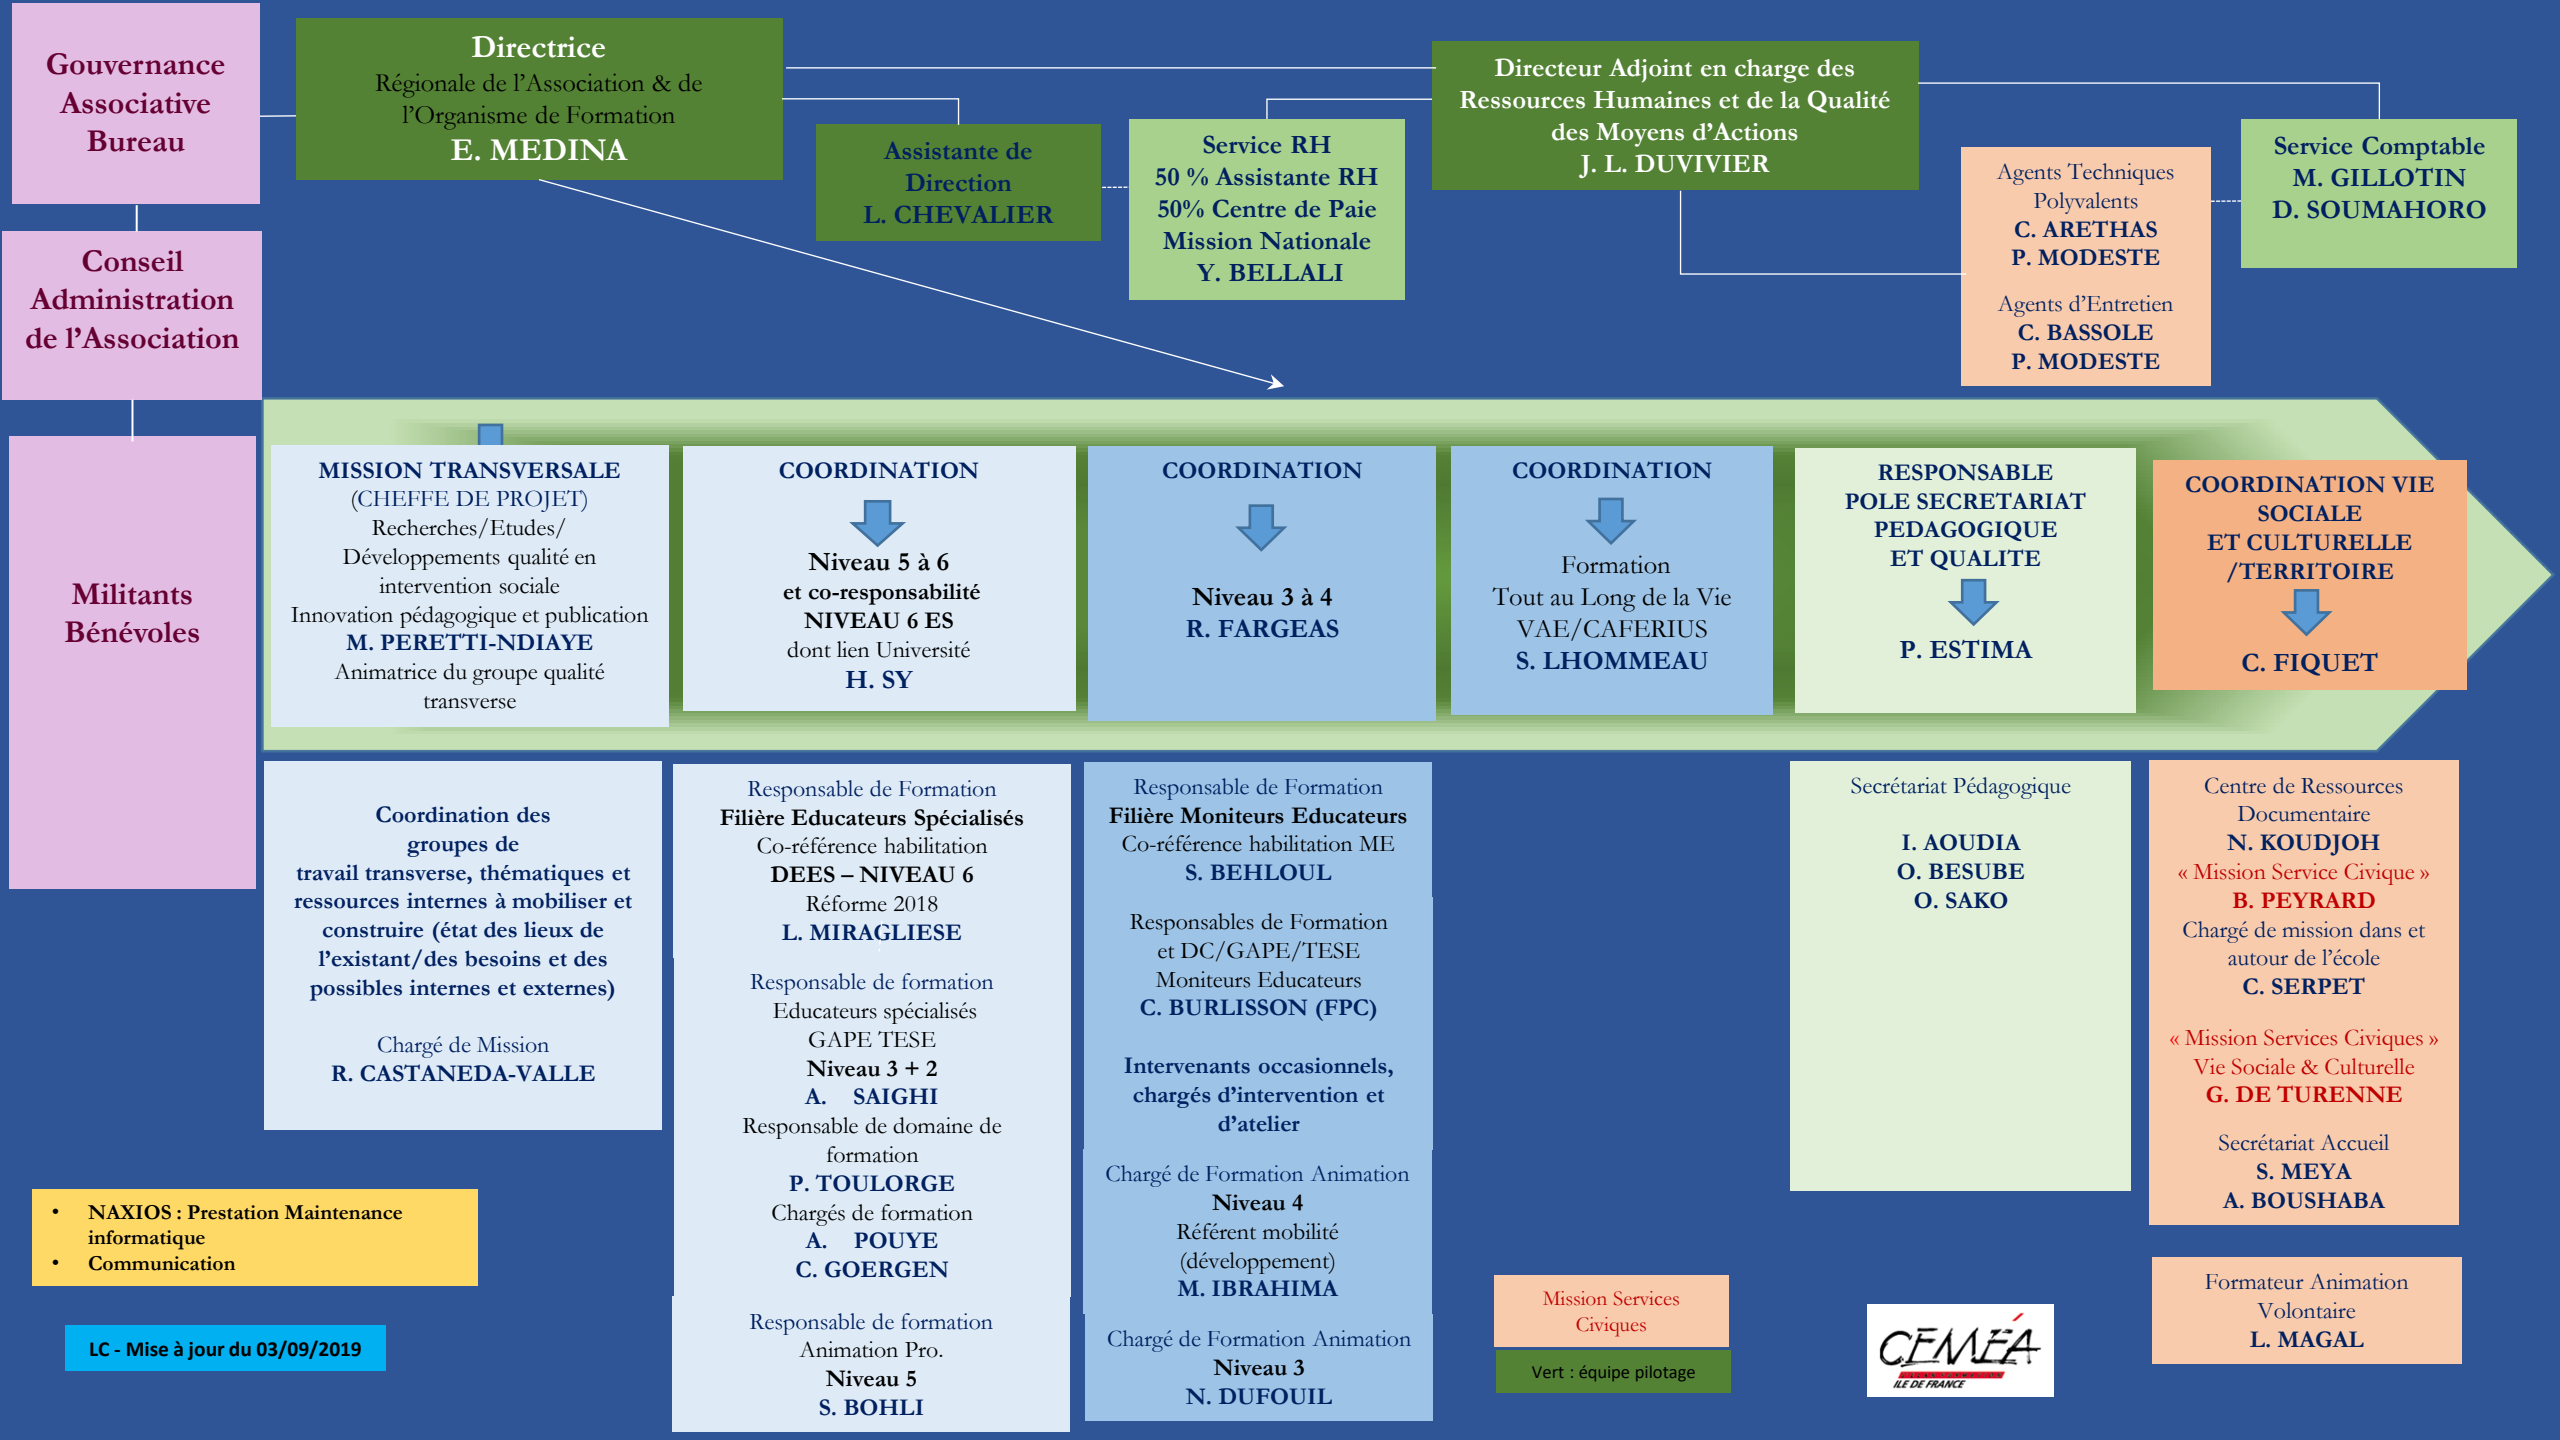 Gouvernance
Associative
Bureau
Conseil
Administration
de l’Association
Militants
Bénévoles
Directrice
Régionale de l’Association & de
l’Organisme de Formation
E. MEDINA
Assistante de
Direction
L. CHEVALIER
Service RH
50 % Assistante RH
50% Centre de Paie
Mission Nationale
Y. BELLALI
Directeur Adjoint en charge des
Ressources Humaines et de la Qualité
des Moyens d’Actions
J. L. DUVIVIER
Agents Techniques
Polyvalents
C. ARETHAS
P. MODESTE
Agents d’Entretien
C. BASSOLE
P. MODESTE
Service Comptable
M. GILLOTIN
D. SOUMAHORO
MISSION TRANSVERSALE
(CHEFFE DE PROJET)
Recherches/Etudes/
Développements qualité en
intervention sociale
Innovation pédagogique et publication
M. PERETTI-NDIAYE
Animatrice du groupe qualité
transverse
COORDINATION
Niveau 5 à 6
et co-responsabilité
NIVEAU 6 ES
dont lien Université
H. SY
COORDINATION
Niveau 3 à 4
R. FARGEAS
COORDINATION
Formation
Tout au Long de la Vie
VAE/CAFERIUS
S. LHOMMEAU
RESPONSABLE
POLE SECRETARIAT
PEDAGOGIQUE
ET QUALITE
P. ESTIMA
COORDINATION VIE
SOCIALE
ET CULTURELLE
/TERRITOIRE
C. FIQUET
Coordination des
groupes de
travail transverse, thématiques et
ressources internes à mobiliser et
construire (état des lieux de
l’existant/des besoins et des
possibles internes et externes)
Chargé de Mission
R. CASTANEDA-VALLE
Responsable de Formation
Filière Educateurs Spécialisés
Co-référence habilitation
DEES – NIVEAU 6
Réforme 2018
L. MIRAGLIESE
Responsable de formation
Educateurs spécialisés
GAPE TESE
Niveau 3 + 2
A. SAIGHI
Responsable de domaine de
formation
P. TOULORGE
Chargés de formation
A. POUYE
C. GOERGEN
Responsable de formation
Animation Pro.
Niveau 5
S. BOHLI
Responsable de Formation
Filière Moniteurs Educateurs
Co-référence habilitation ME
S. BEHLOUL
Responsables de Formation
et DC/GAPE/TESE
Moniteurs Educateurs
C. BURLISSON (FPC)
Intervenants occasionnels,
chargés d’intervention et
d’atelier
Chargé de Formation Animation
Niveau 4
Référent mobilité
(développement)
M. IBRAHIMA
Chargé de Formation Animation
Niveau 3
N. DUFOUIL
Secrétariat Pédagogique
I. AOUDIA
O. BESUBE
O. SAKO
Centre de Ressources
Documentaire
N. KOUDJOH
« Mission Service Civique »
B. PEYRARD
Chargé de mission dans et
autour de l’école
C. SERPET
« Mission Services Civiques »
Vie Sociale & Culturelle
G. DE TURENNE
Secrétariat Accueil
S. MEYA
A. BOUSHABA
Formateur Animation
Volontaire
L. MAGAL
• NAXIOS : Prestation Maintenance
informatique
• Communication
LC - Mise à jour du 03/09/2019
Mission Services
Civiques
Vert : équipe pilotage
CEMÉA
ILE DE FRANCE